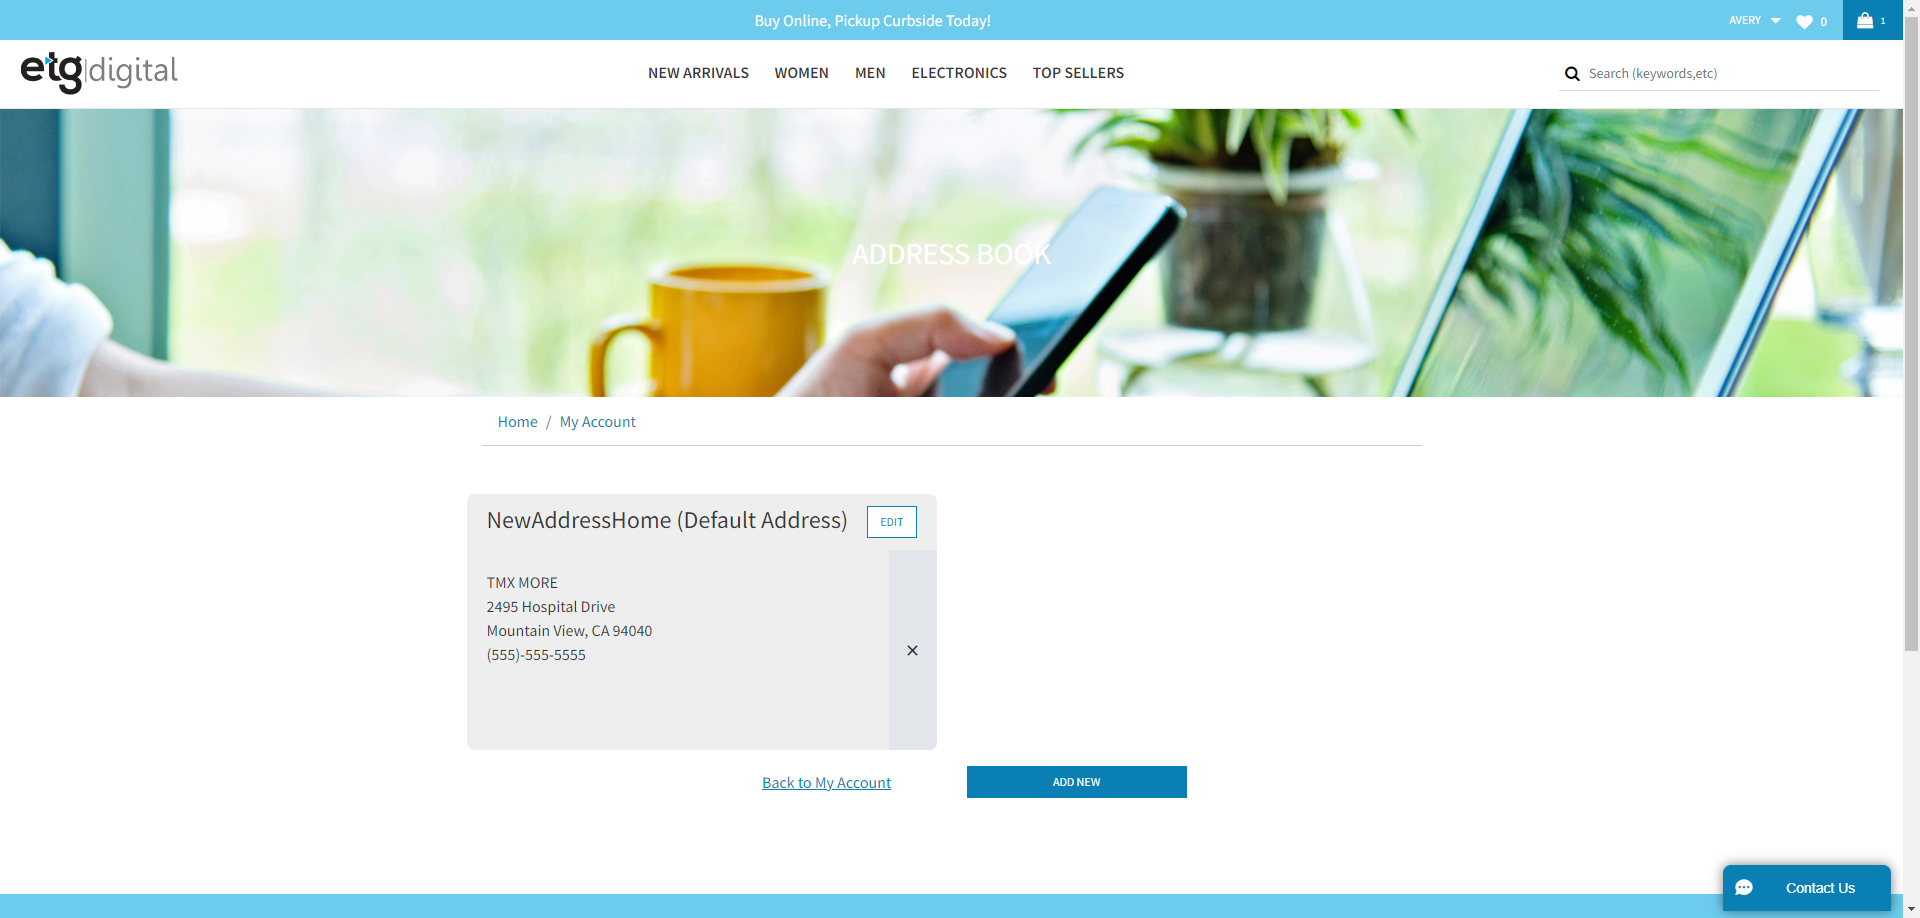 Buy Online, Pickup Curbside Today!
AVERY
0
1
etg|digital
NEW ARRIVALS
WOMEN
MEN
ELECTRONICS
TOP SELLERS
Search (keywords,etc)
ADDRESS BOOK
Home / My Account
NewAddressHome (Default Address)
EDIT
TMX MORE
2495 Hospital Drive
Mountain View, CA 94040
(555)-555-5555
Back to My Account
ADD NEW
Contact Us